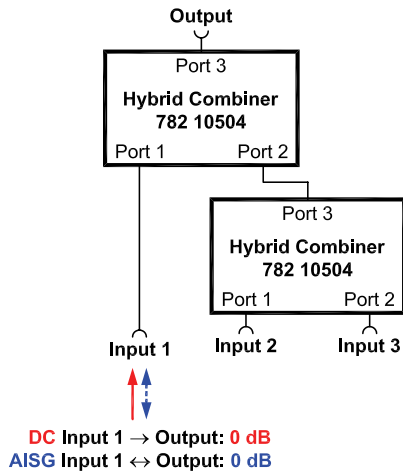 Output
Port 3
Hybrid Combiner
782 10504
Port 1 Port 2
Port 3
Hybrid Combiner
782 10504
Port 1 Port 2
Input 1 Input 2 Input 3
DC Input 1 → Output: 0 dB
AISG Input 1 ↔ Output: 0 dB